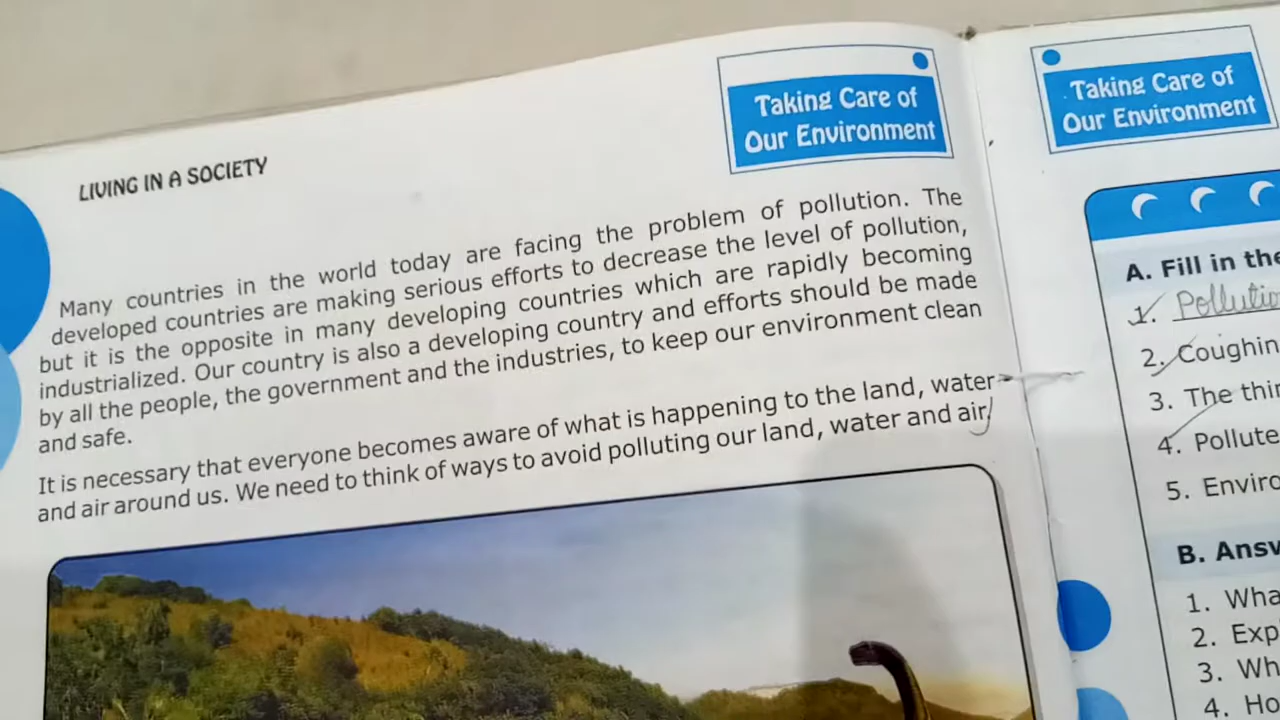 Taking Care of
Our Environment
LIVING IN A SOCIETY
Many countries in the world today are facing the problem of pollution. The
developed countries are making serious efforts to decrease the level of pollution,
but it is the opposite in many developing countries which are rapidly becoming
industrialized. Our country is also a developing country and efforts should be made
by all the people, the government and the industries, to keep our environment clean
and safe.
It is necessary that everyone becomes aware of what is happening to the land, water
and air around us. We need to think of ways to avoid polluting our land, water and air.
Taking Care of
Our Environment
A. Fill in the
1.
2. Coughin
3. The thin
4. Pollute
5. Enviro
B. Answ
1. Wha
2. Exp
3. Wh
4. Ho